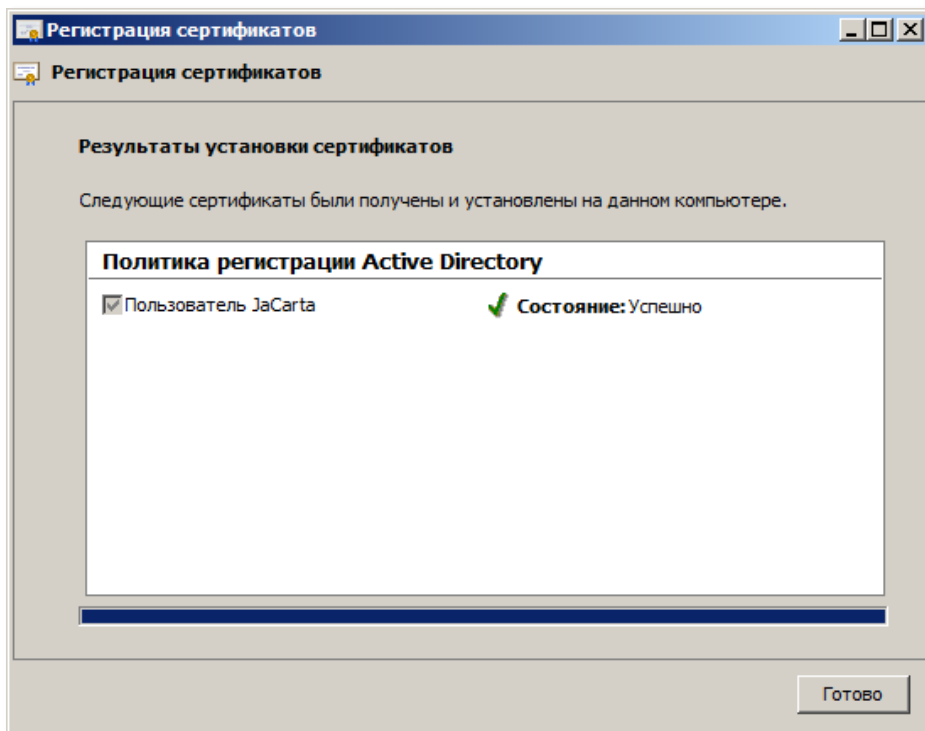 Регистрация сертификатов
Регистрация сертификатов
Результаты установки сертификатов
Следующие сертификаты были получены и установлены на данном компьютере.
Политика регистрации Active Directory
Пользователь JaCarta Состояние: Успешно
Готово